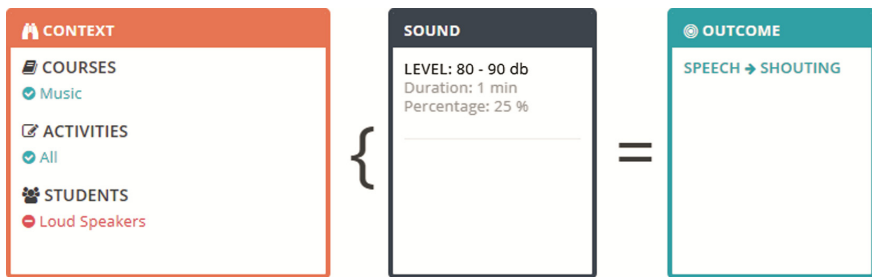 CONTEXT
COURSES
Music
ACTIVITIES
All
STUDENTS
Loud Speakers
{
SOUND
LEVEL: 80 - 90 db
Duration: 1 min
Percentage: 25 %
=
OUTCOME
SPEECH → SHOUTING